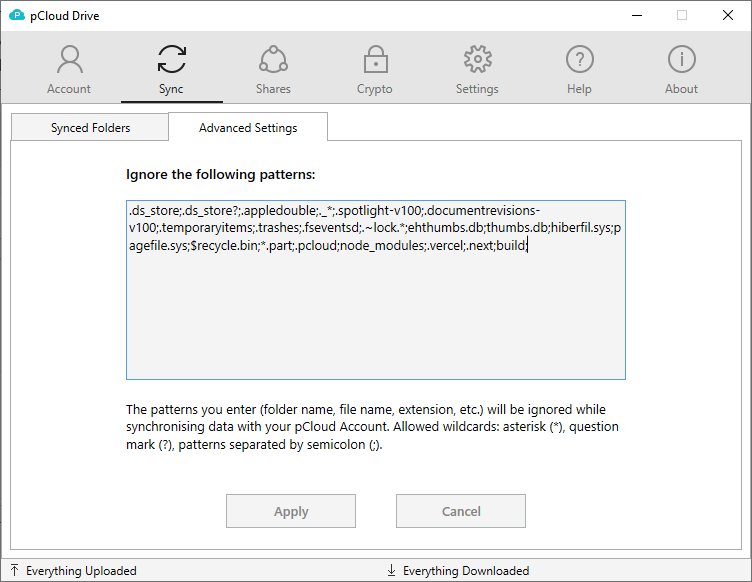 pCloud Drive
Account
Sync
Shares
Crypto
Settings
Help
About
Synced Folders
Advanced Settings
Ignore the following patterns:
.ds_store;.ds_store?;.appledouble;._*;.spotlight-v100;.documentrevisions-
v100;.temporaryitems;.trashes;.fseventsd;.~lock.*;ehthumbs.db;thumbs.db;hiberfil.sys;p
agefile.sys;$recycle.bin;*.part;.pcloud;node_modules;.vercel;.next;build;
The patterns you enter (folder name, file name, extension, etc.) will be ignored while
synchronising data with your pCloud Account. Allowed wildcards: asterisk (*), question
mark (?), patterns separated by semicolon (;).
Apply
Cancel
Everything Uploaded
Everything Downloaded